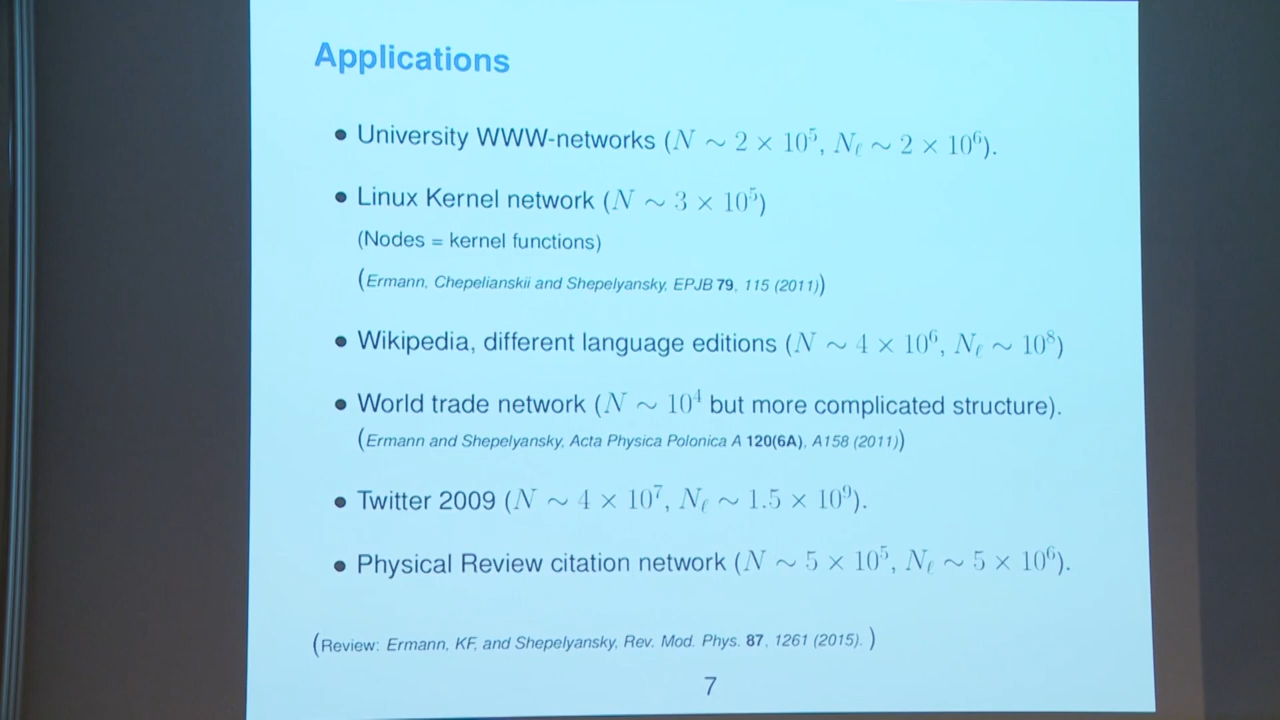 Applications
● University WWW-networks (N ∼ 2 × 10⁵, Nℓ ∼ 2 × 10⁶).
● Linux Kernel network (N ∼ 3 × 10⁵)
(Nodes = kernel functions)
(Ermann, Chepelianskii and Shepelyansky, EPJB 79, 115 (2011))
● Wikipedia, different language editions (N ∼ 4 × 10⁶, Nℓ ∼ 10⁸)
● World trade network (N ∼ 10⁴ but more complicated structure).
(Ermann and Shepelyansky, Acta Physica Polonica A 120(6A), A158 (2011))
● Twitter 2009 (N ∼ 4 × 10⁷, Nℓ ∼ 1.5 × 10⁹).
● Physical Review citation network (N ∼ 5 × 10⁵, Nℓ ∼ 5 × 10⁶).
(Review: Ermann, KF, and Shepelyansky, Rev. Mod. Phys. 87, 1261 (2015). )
7